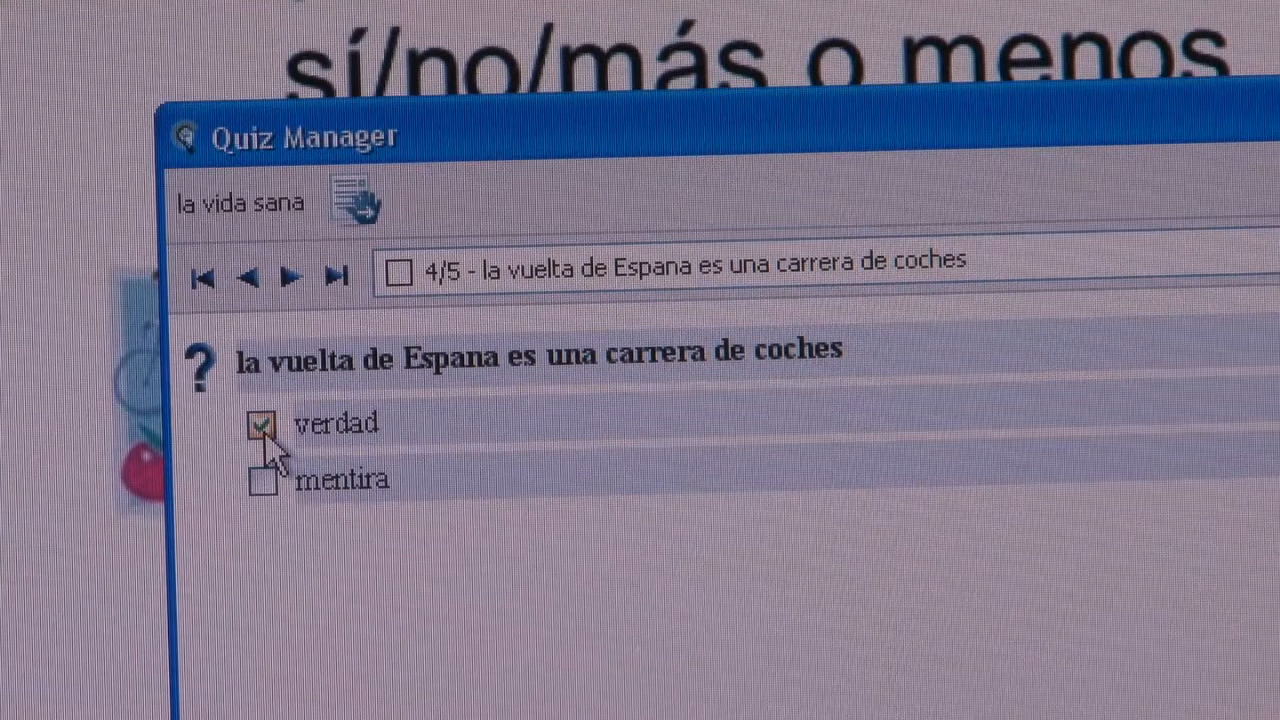 sí/no/más o menos
Quiz Manager
la vida sana
4/5 - la vuelta de Espana es una carrera de coches
? la vuelta de Espana es una carrera de coches
verdad
mentira